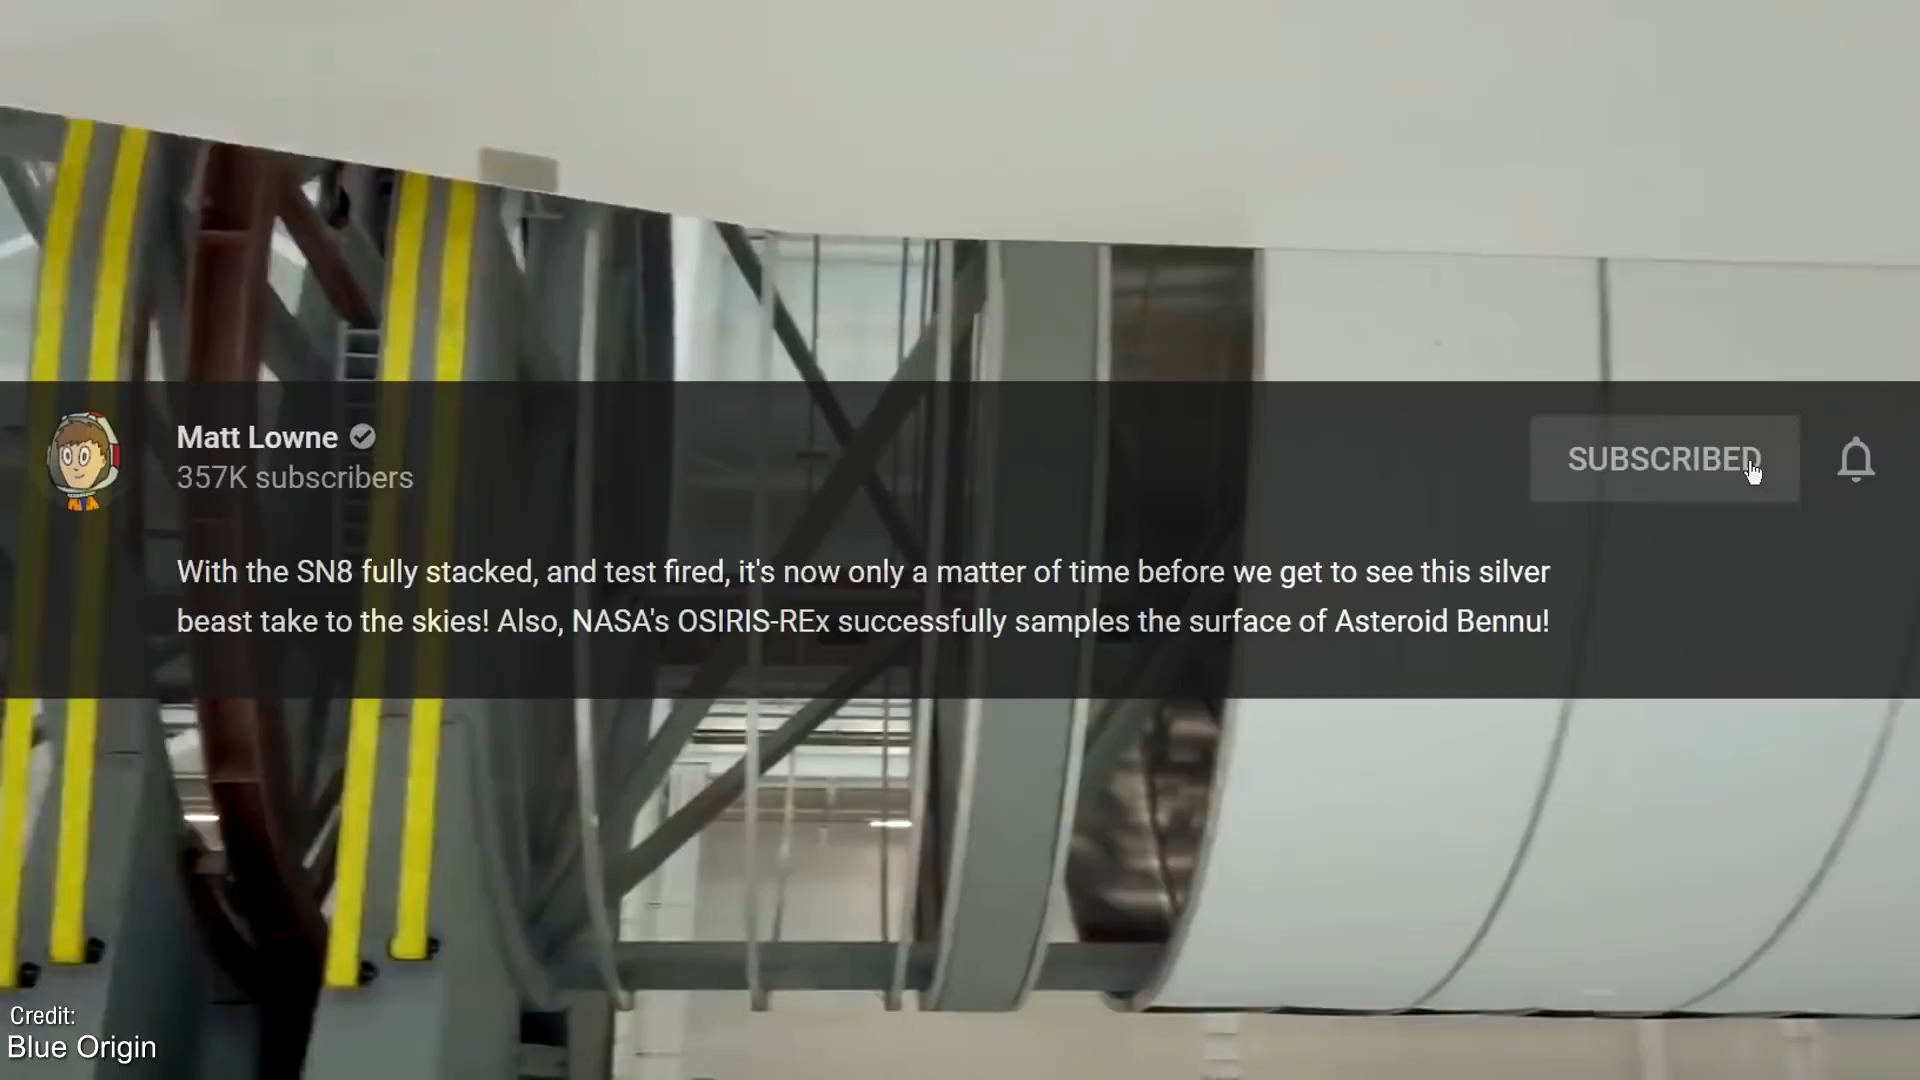 Matt Lowne
357K subscribers
SUBSCRIBED
With the SN8 fully stacked, and test fired, it's now only a matter of time before we get to see this silver
beast take to the skies! Also, NASA's OSIRIS-REx successfully samples the surface of Asteroid Bennu!
Credit:
Blue Origin